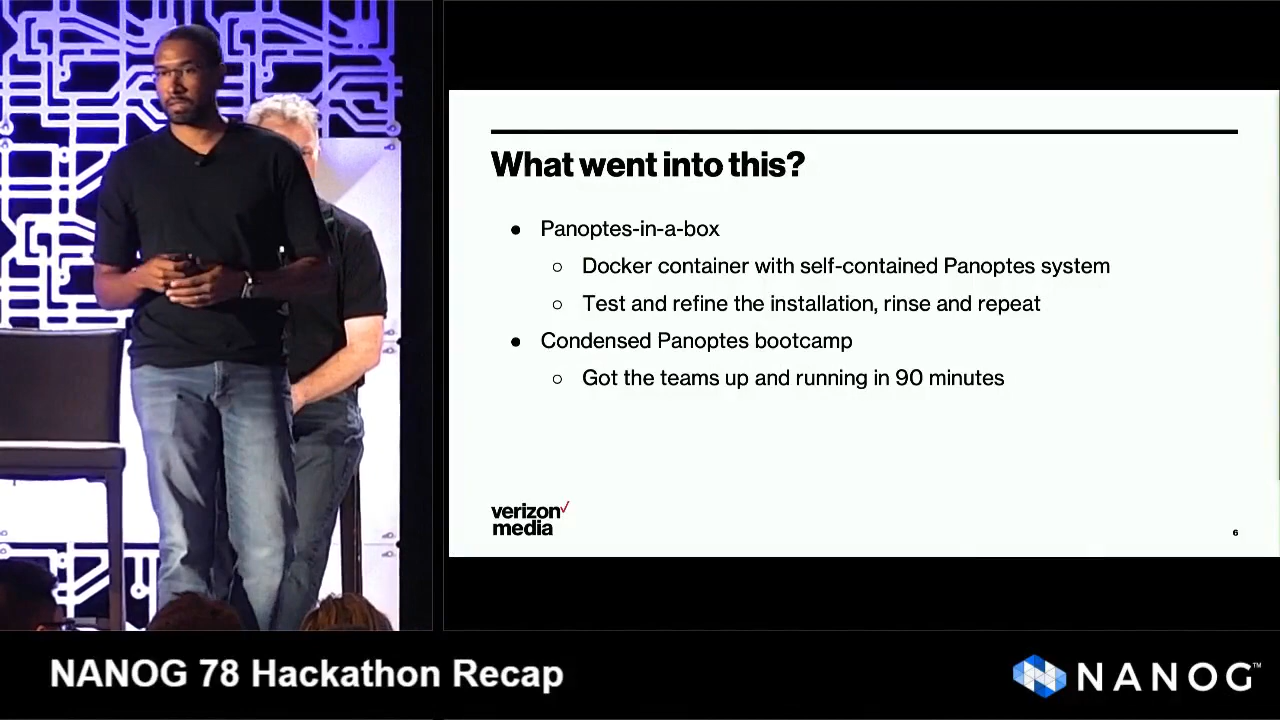 What went into this?
● Panoptes-in-a-box
○ Docker container with self-contained Panoptes system
○ Test and refine the installation, rinse and repeat
● Condensed Panoptes bootcamp
○ Got the teams up and running in 90 minutes
verizon✓
media
6
NANOG 78 Hackathon Recap
NANOG™